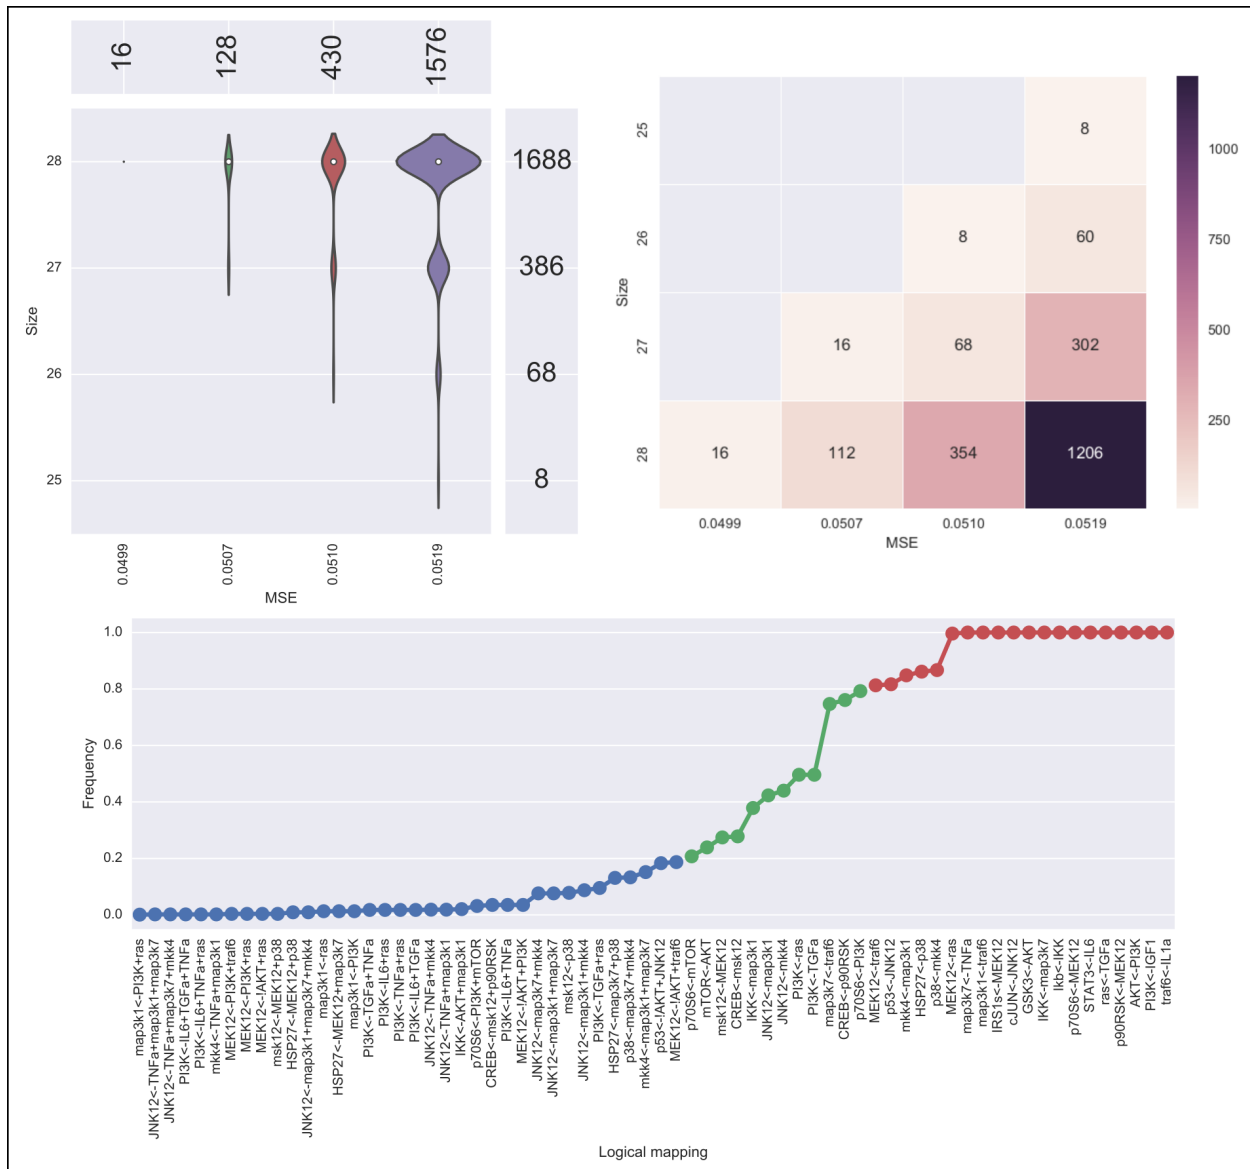 16
128
430
1576
Size
28
27
26
25
1688
386
68
8
0.0499
0.0507
0.0510
0.0519
MSE
Size
25
26
27
28
8
8
60
16
68
302
16
112
354
1206
0.0499
0.0507
0.0510
0.0519
MSE
1000
750
500
250
Frequency
1.0
0.8
0.6
0.4
0.2
0.0
map3k1<-PI3K+ras
JNK12<-TNFa+map3k1+map3k7
JNK12<-TNFa+map3k7+mkk4
PI3K<-IL6+TGFa+TNFa
PI3K<-IL6+TNFa+ras
mkk4<-TNFa+map3k1
MEK12<-PI3K+traf6
MEK12<-PI3K+ras
MEK12<-!AKT+ras
msk12<-MEK12+p38
HSP27<-MEK12+p38
JNK12<-map3k1+map3k7+mkk4
map3k1<-ras
HSP27<-MEK12+map3k7
map3k1<-PI3K
PI3K<-TGFa+TNFa
PI3K<-IL6+ras
PI3K<-TNFa+ras
PI3K<-IL6+TGFa
JNK12<-TNFa+mkk4
JNK12<-TNFa+map3k1
IKK<-AKT+map3k1
p70S6<-PI3K+mTOR
CREB<-msk12+p90RSK
PI3K<-IL6+TNFa
MEK12<-!AKT+PI3K
JNK12<-map3k7+mkk4
JNK12<-map3k1+map3k7
msk12<-p38
JNK12<-map3k1+mkk4
PI3K<-TGFa+ras
HSP27<-map3k7+p38
p38<-map3k7+mkk4
mkk4<-map3k1+map3k7
p53<-!AKT+JNK12
MEK12<-!AKT+traf6
p70S6<-mTOR
mTOR<-AKT
msk12<-MEK12
CREB<-msk12
IKK<-map3k1
JNK12<-map3k1
JNK12<-mkk4
PI3K<-ras
PI3K<-TGFa
map3k7<-traf6
CREB<-p90RSK
p70S6<-PI3K
MEK12<-traf6
p53<-JNK12
mkk4<-map3k1
HSP27<-p38
p38<-mkk4
MEK12<-ras
map3k7<-TNFa
map3k1<-traf6
IRS1s<-MEK12
cJUN<-JNK12
GSK3<-AKT
IKK<-map3k7
Ikb<-IKK
p70S6<-MEK12
STAT3<-IL6
ras<-TGFa
p90RSK<-MEK12
AKT<-PI3K
PI3K<-IGF1
traf6<-IL1a
Logical mapping